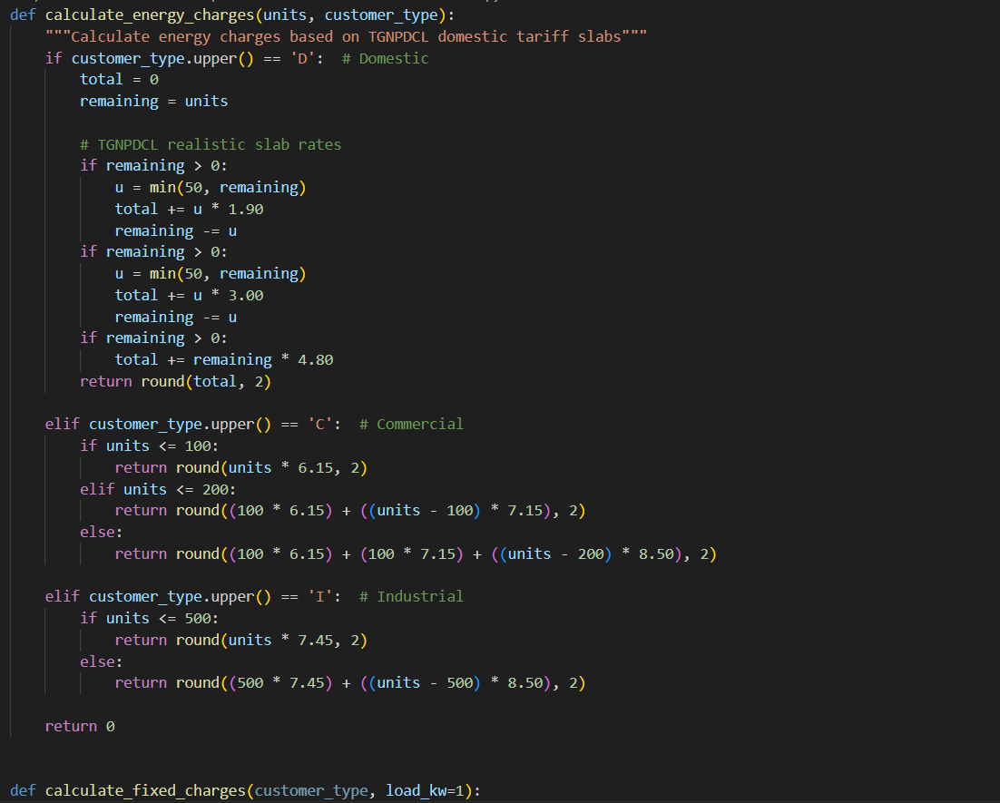 def calculate_energy_charges(units, customer_type):
    """Calculate energy charges based on TGNPDCL domestic tariff slabs"""
    if customer_type.upper() == 'D':  # Domestic
        total = 0
        remaining = units

        # TGNPDCL realistic slab rates
        if remaining > 0:
            u = min(50, remaining)
            total += u * 1.90
            remaining -= u
        if remaining > 0:
            u = min(50, remaining)
            total += u * 3.00
            remaining -= u
        if remaining > 0:
            total += remaining * 4.80
        return round(total, 2)

    elif customer_type.upper() == 'C':  # Commercial
        if units <= 100:
            return round(units * 6.15, 2)
        elif units <= 200:
            return round((100 * 6.15) + ((units - 100) * 7.15), 2)
        else:
            return round((100 * 6.15) + (100 * 7.15) + ((units - 200) * 8.50), 2)

    elif customer_type.upper() == 'I':  # Industrial
        if units <= 500:
            return round(units * 7.45, 2)
        else:
            return round((500 * 7.45) + ((units - 500) * 8.50), 2)

    return 0


def calculate_fixed_charges(customer_type, load_kw=1):